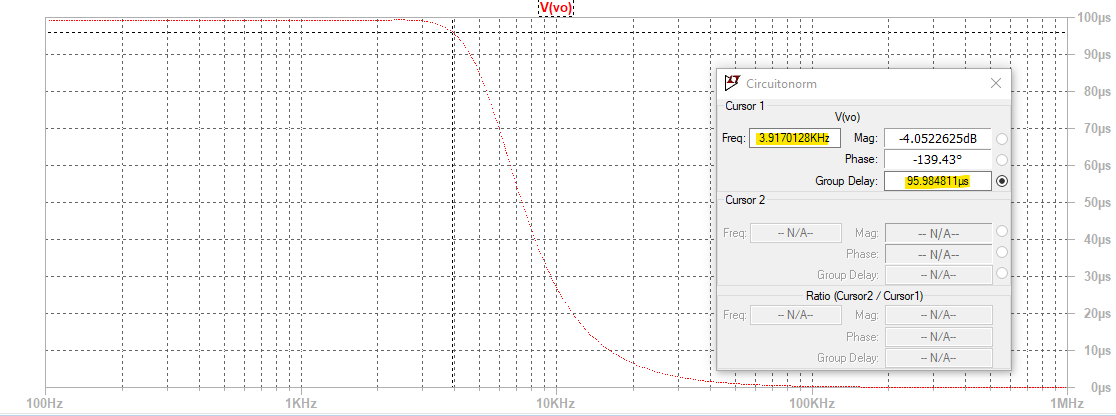 V(vo)
100µs
90µs
80µs
70µs
60µs
50µs
40µs
30µs
20µs
10µs
0µs
100Hz 1KHz 10KHz 100KHz 1MHz
Circuitonorm
Cursor 1
V(vo)
Freq: 3.9170128KHz Mag: -4.0522625dB
Phase: -139.43°
Group Delay: 95.984811µs
Cursor 2
Freq: -- N/A-- Mag: -- N/A--
Phase: -- N/A--
Group Delay: -- N/A--
Ratio (Cursor2 / Cursor1)
Freq: -- N/A-- Mag: -- N/A--
Phase: -- N/A--
Group Delay: -- N/A--